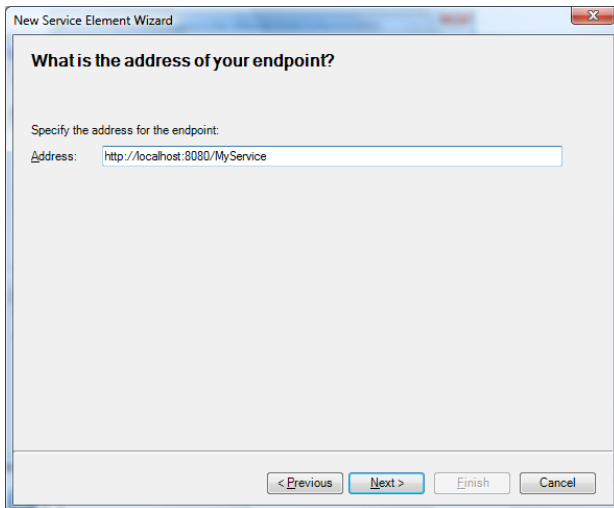 New Service Element Wizard
What is the address of your endpoint?
Specify the address for the endpoint:
Address: http://localhost:8080/MyService
< Previous Next > Finish Cancel